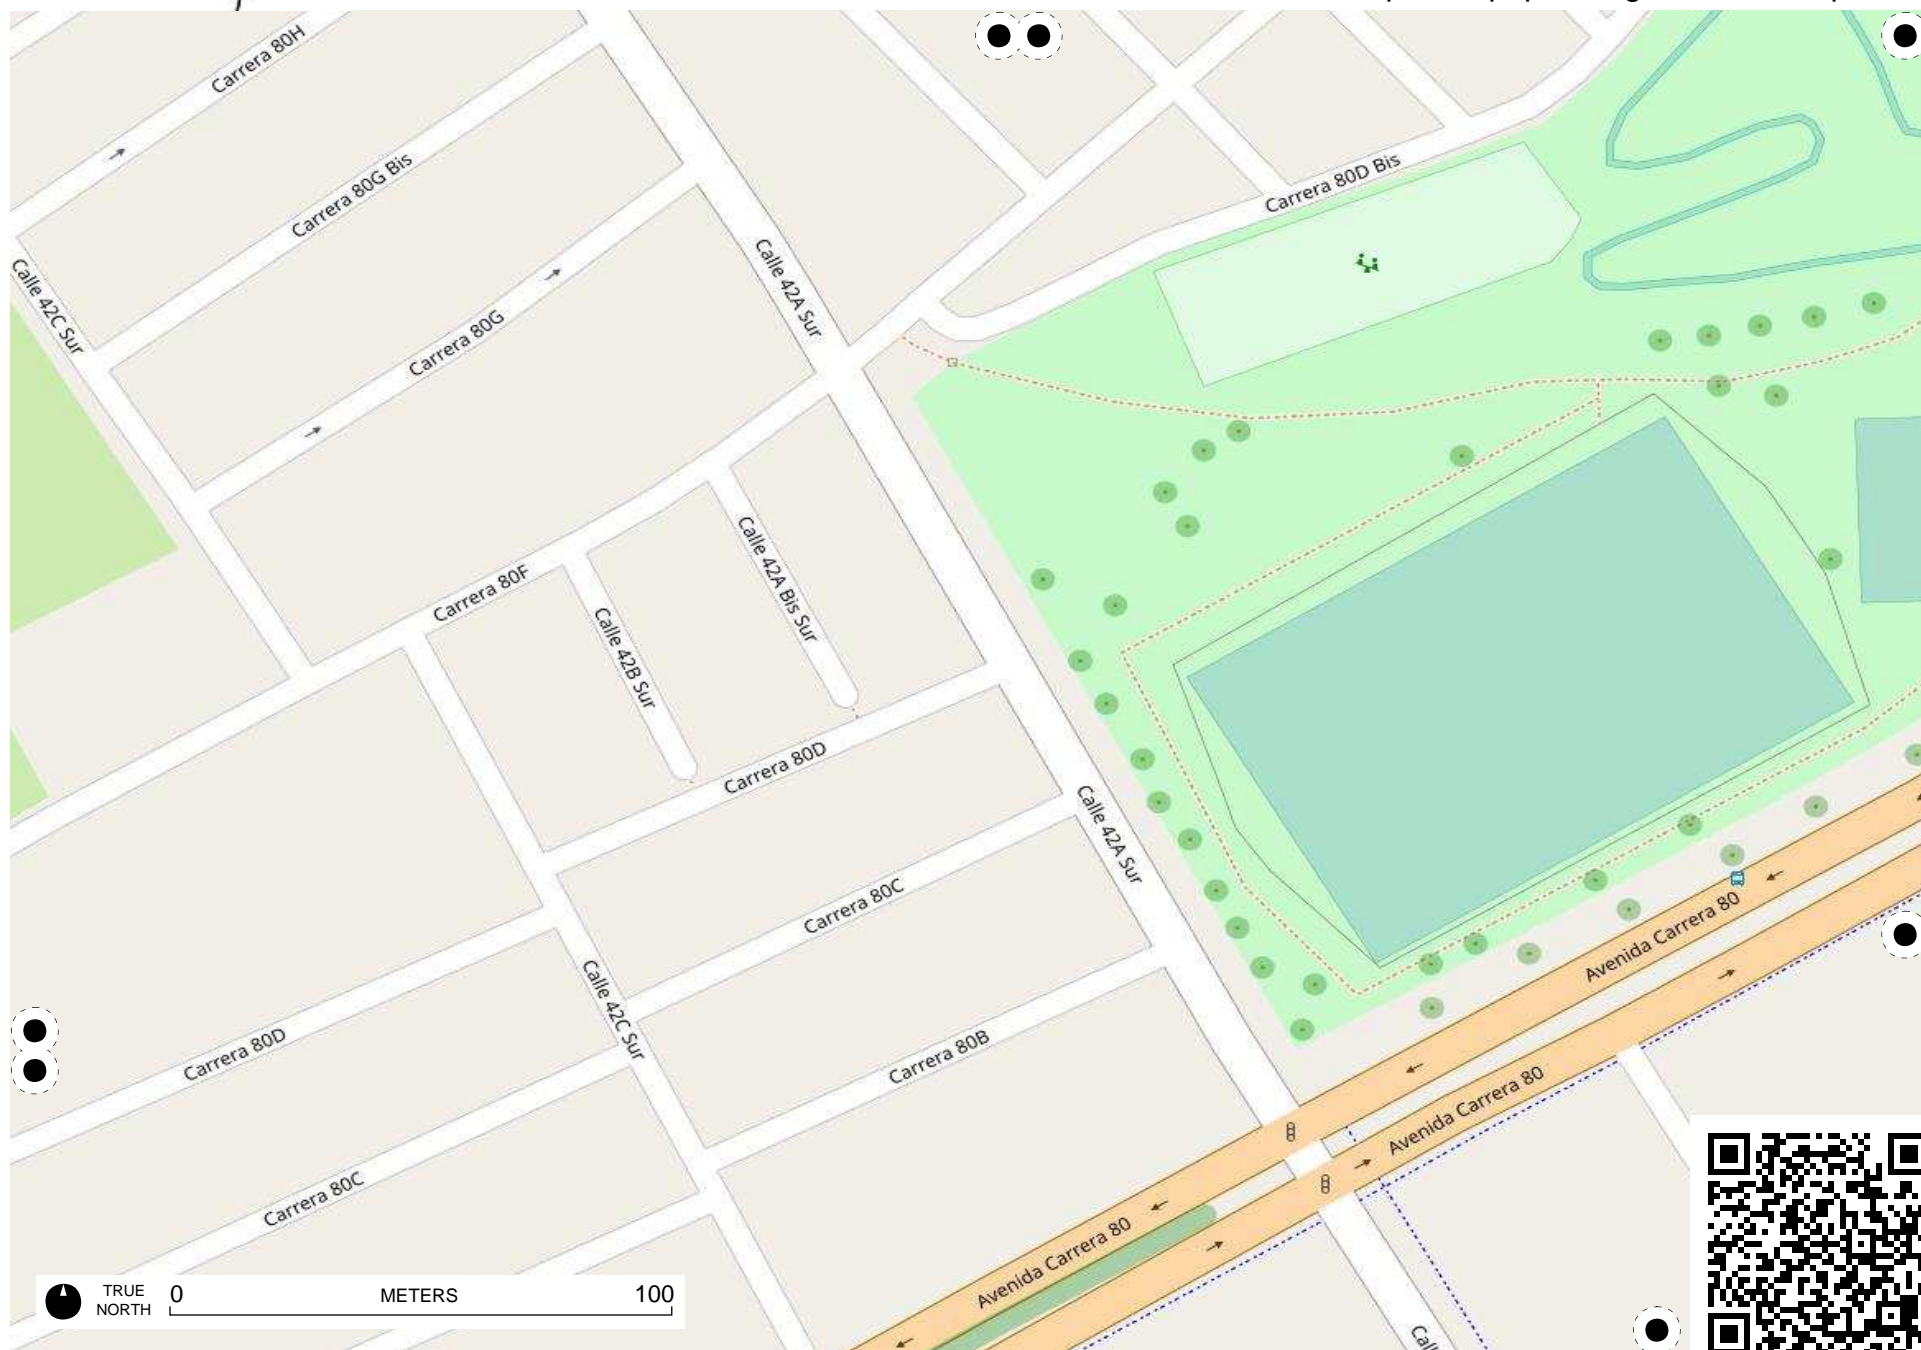 Carrera 80H
Carrera 80G Bis
Carrera 80D Bis
Calle 42A Sur
Calle 42C Sur
Carrera 80G
Calle 42A Bis Sur
Carrera 80F
Calle 42B Sur
Carrera 80D
Calle 42A Sur
Carrera 80C
Avenida Carrera 80
Calle 42C Sur
Carrera 80D
Carrera 80B
Avenida Carrera 80
Carrera 80C
Avenida Carrera 80
TRUE
NORTH
0 METERS 100